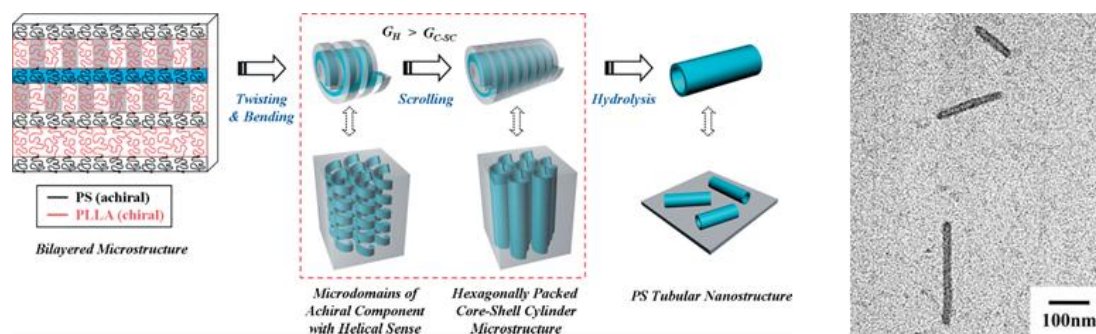 G_H > G_C-SC
Twisting
& Bending
Scrolling
Hydrolysis
PS (achiral)
PLLA (chiral)
Bilayered Microstructure
Microdomains of
Achiral Component
with Helical Sense
Hexagonally Packed
Core-Shell Cylinder
Microstructure
PS Tubular Nanostructure
100nm